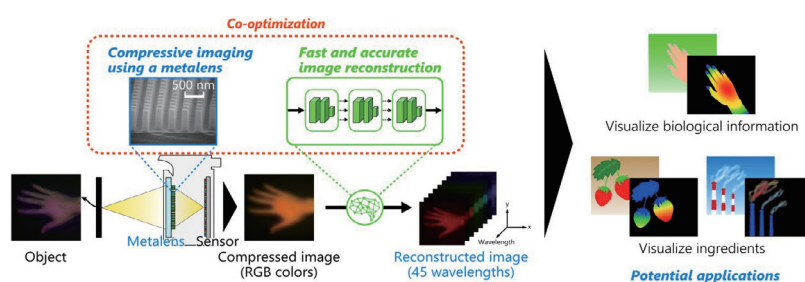 Co-optimization
Compressive imaging
using a metalens
Fast and accurate
image reconstruction
500 nm
Visualize biological information
Metalens
Sensor
y
x
Wavelength
Object
Compressed image
(RGB colors)
Reconstructed image
(45 wavelengths)
Visualize ingredients
Potential applications